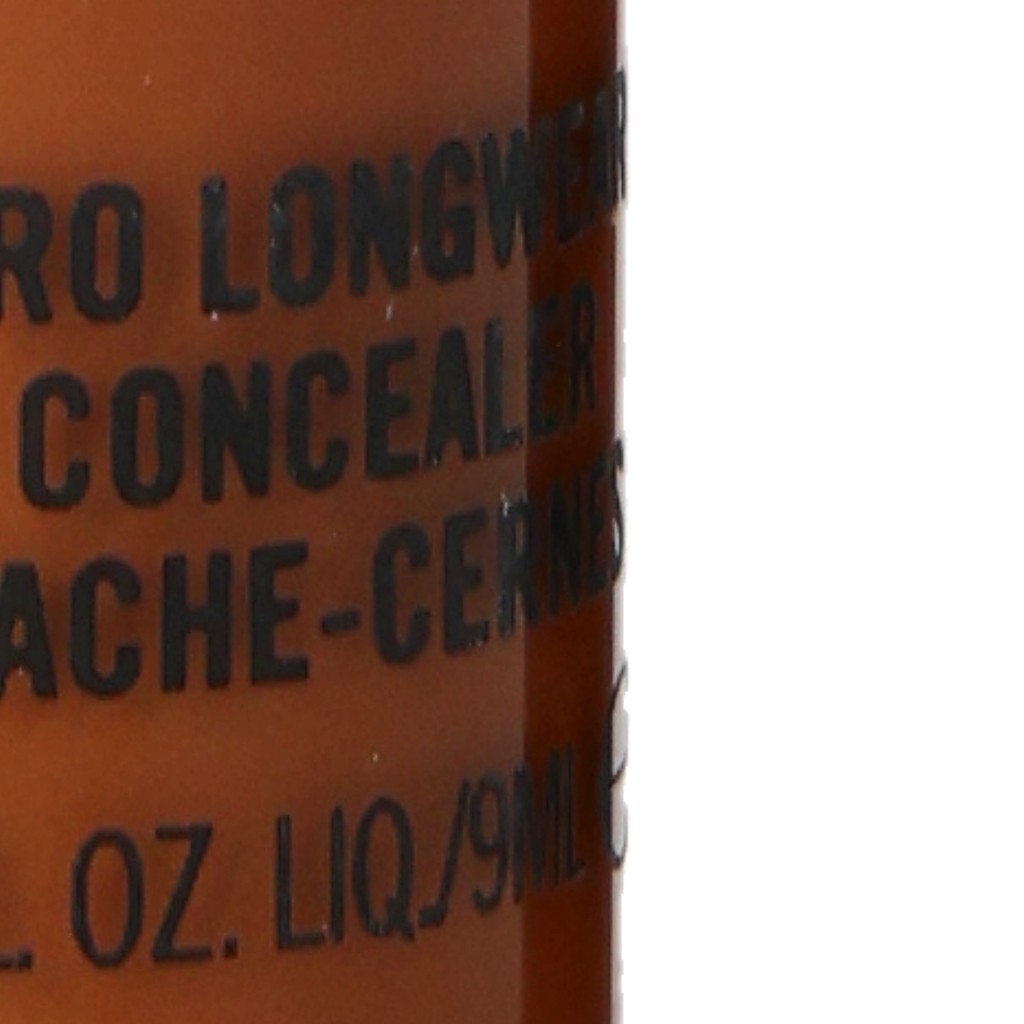 RO LONGWEAR
CONCEALER
ACHE-CERNES
L. OZ. LIQ./9ML e